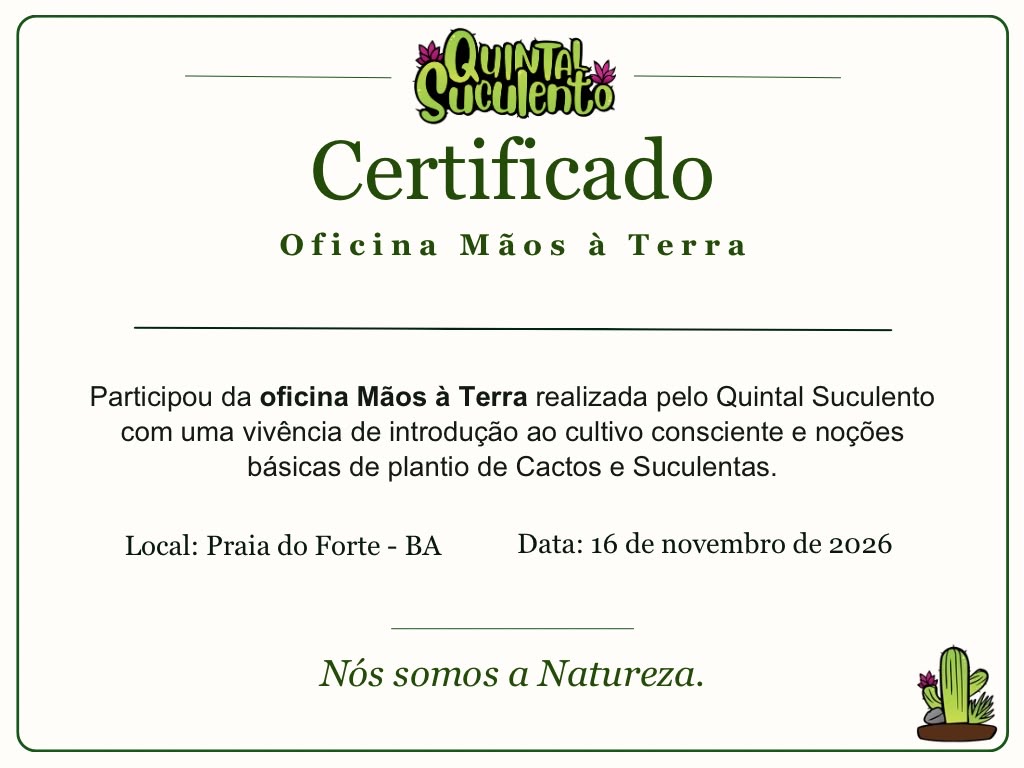 Quintal
Suculento
Certificado
Oficina Mãos à Terra
Participou da oficina Mãos à Terra realizada pelo Quintal Suculento
com uma vivência de introdução ao cultivo consciente e noções
básicas de plantio de Cactos e Suculentas.
Local: Praia do Forte - BA
Data: 16 de novembro de 2026
Nós somos a Natureza.